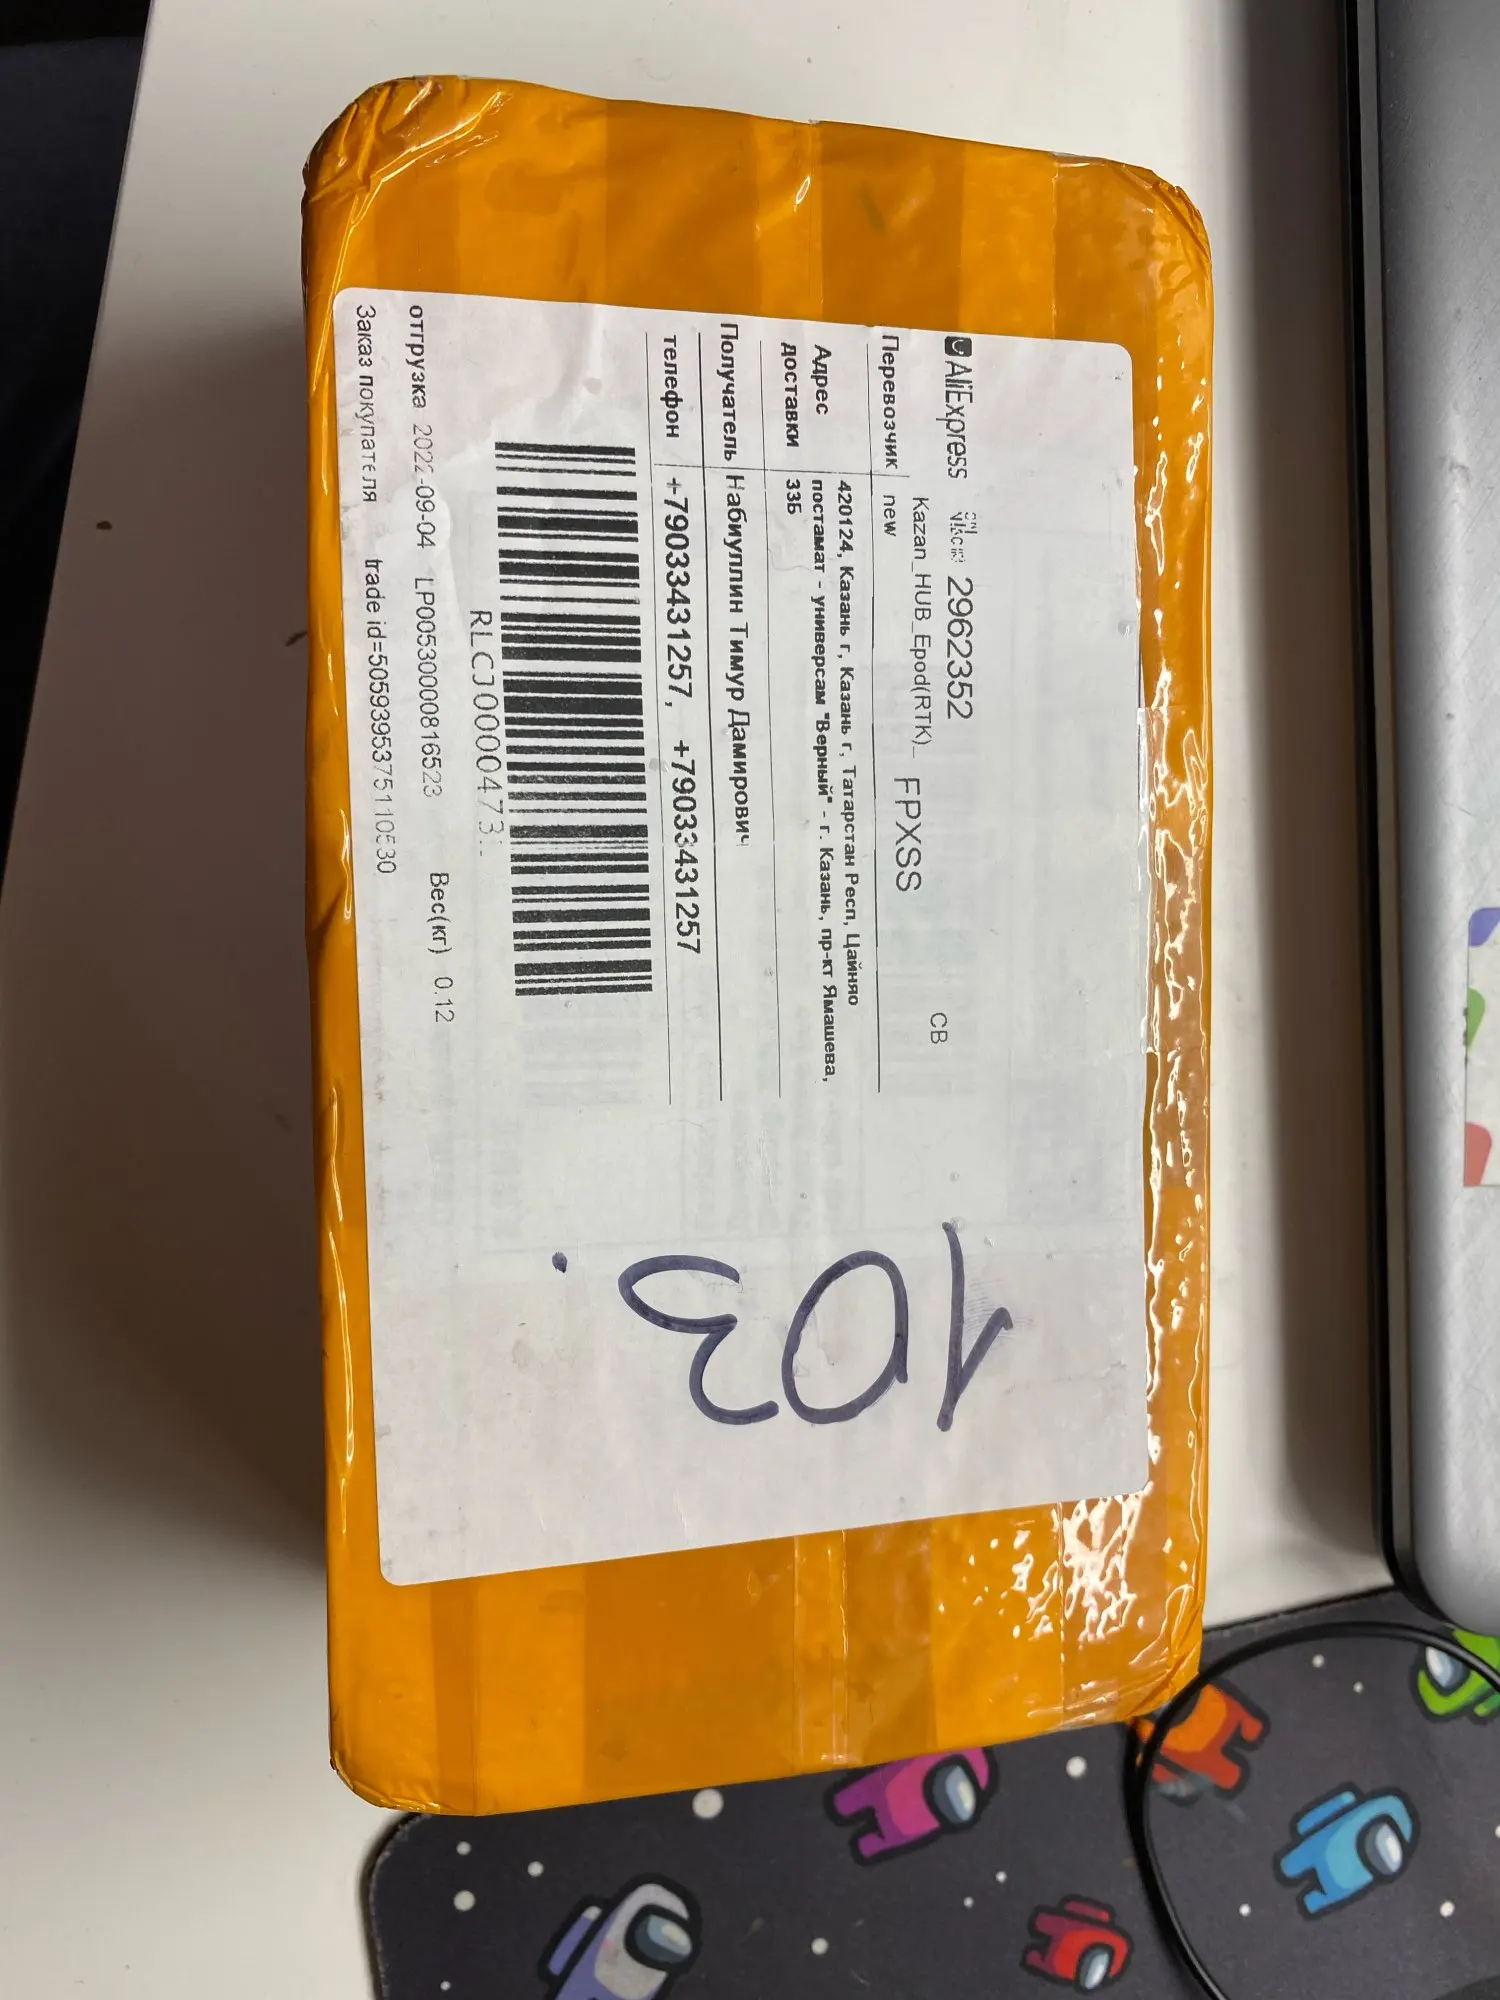 AliExpress 2962352
Kazan_HUB_Epod(RTK)_ FPXSS CB
Перевозчик new
Адрес доставки
420124, Казань г, Казань г, Татарстан Респ, Цайняо
постамат - универсам "Верный" - г. Казань, пр-кт Ямашева,
33Б
Получатель Набиуллин Тимур Дамирович
телефон +79033431257, +79033431257
RLCJ0000473
отгрузка 2022-09-04 LP00530000816523 Вес(кг) 0.12
Заказ покупателя trade id=5059395375110530
103.